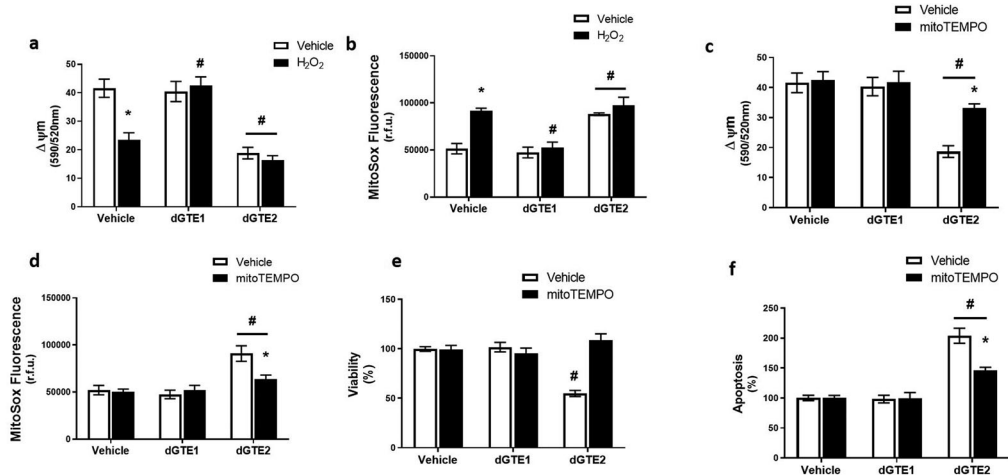 a
Vehicle
H₂O₂
Δ ψm
(590/520nm)
50
40
30
20
10
0
#
*
#
Vehicle
dGTE1
dGTE2
b
Vehicle
H₂O₂
MitoSox Fluorescence
(r.f.u.)
150000
100000
50000
0
*
#
#
Vehicle
dGTE1
dGTE2
c
Vehicle
mitoTEMPO
Δ ψm
(590/520nm)
50
40
30
20
10
0
#
*
Vehicle
dGTE1
dGTE2
d
Vehicle
mitoTEMPO
MitoSox Fluorescence
(r.f.u.)
150000
100000
50000
0
#
*
Vehicle
dGTE1
dGTE2
e
Vehicle
mitoTEMPO
Viability
(%)
150
100
50
0
#
Vehicle
dGTE1
dGTE2
f
Vehicle
mitoTEMPO
Apoptosis
(%)
250
200
150
100
50
0
#
*
Vehicle
dGTE1
dGTE2